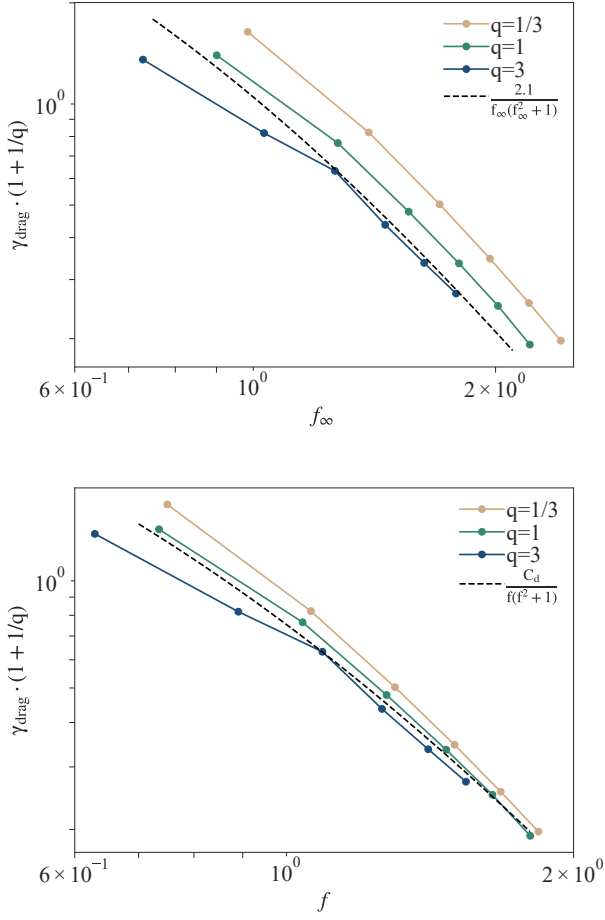 q=1/3
q=1
q=3
2.1
f∞(f∞² + 1)
10⁰
γdrag · (1 + 1/q)
6 × 10⁻¹
10⁰
2 × 10⁰
f∞
q=1/3
q=1
q=3
Cd
f(f² + 1)
10⁰
γdrag · (1 + 1/q)
6 × 10⁻¹
10⁰
2 × 10⁰
f